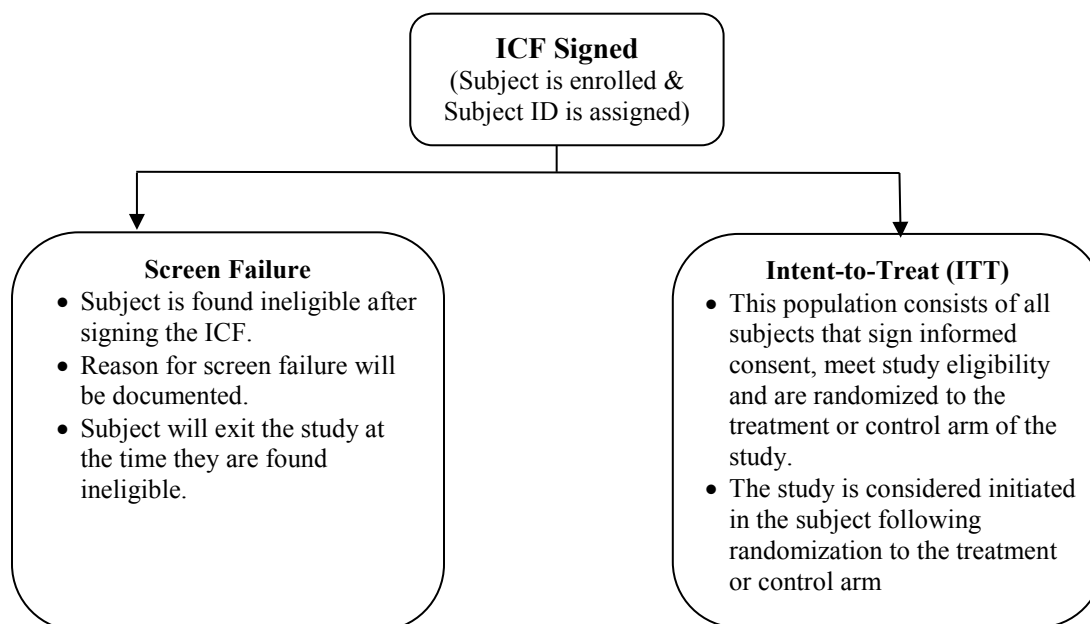 ICF Signed
(Subject is enrolled &
Subject ID is assigned)
Screen Failure
• Subject is found ineligible after
signing the ICF.
• Reason for screen failure will
be documented.
• Subject will exit the study at
the time they are found
ineligible.
Intent-to-Treat (ITT)
• This population consists of all
subjects that sign informed
consent, meet study eligibility
and are randomized to the
treatment or control arm of the
study.
• The study is considered initiated
in the subject following
randomization to the treatment
or control arm